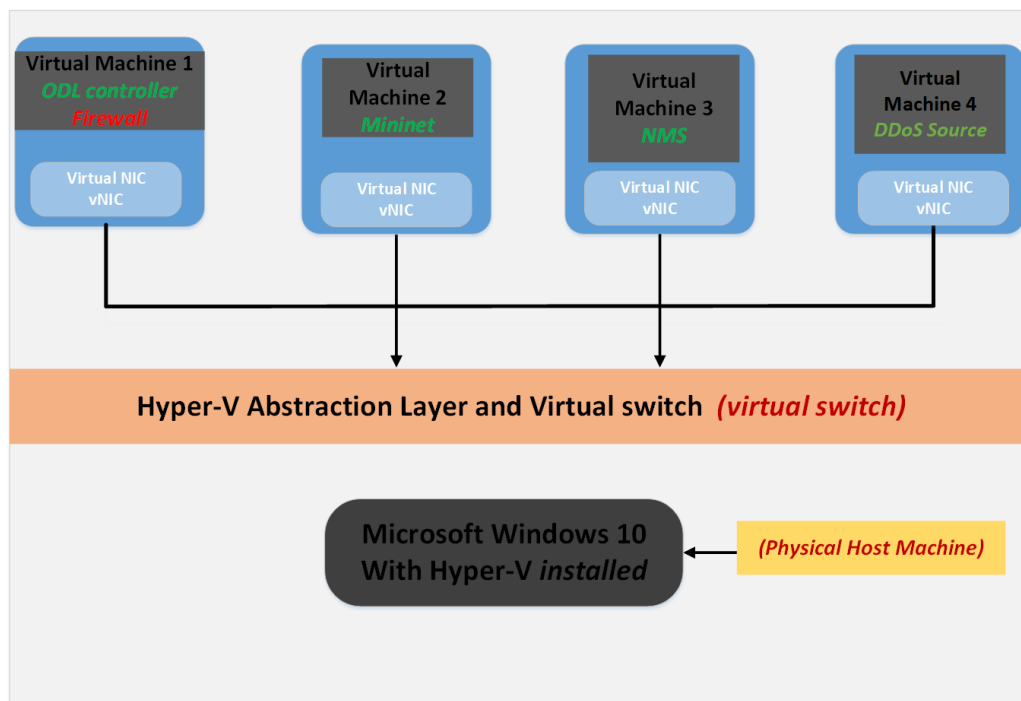 Virtual Machine 1
ODL controller
Firewall
Virtual NIC
vNIC
Virtual
Machine 2
Mininet
Virtual NIC
vNIC
Virtual
Machine 3
NMS
Virtual NIC
vNIC
Virtual
Machine 4
DDoS Source
Virtual NIC
vNIC
Hyper-V Abstraction Layer and Virtual switch (virtual switch)
Microsoft Windows 10
With Hyper-V installed
(Physical Host Machine)